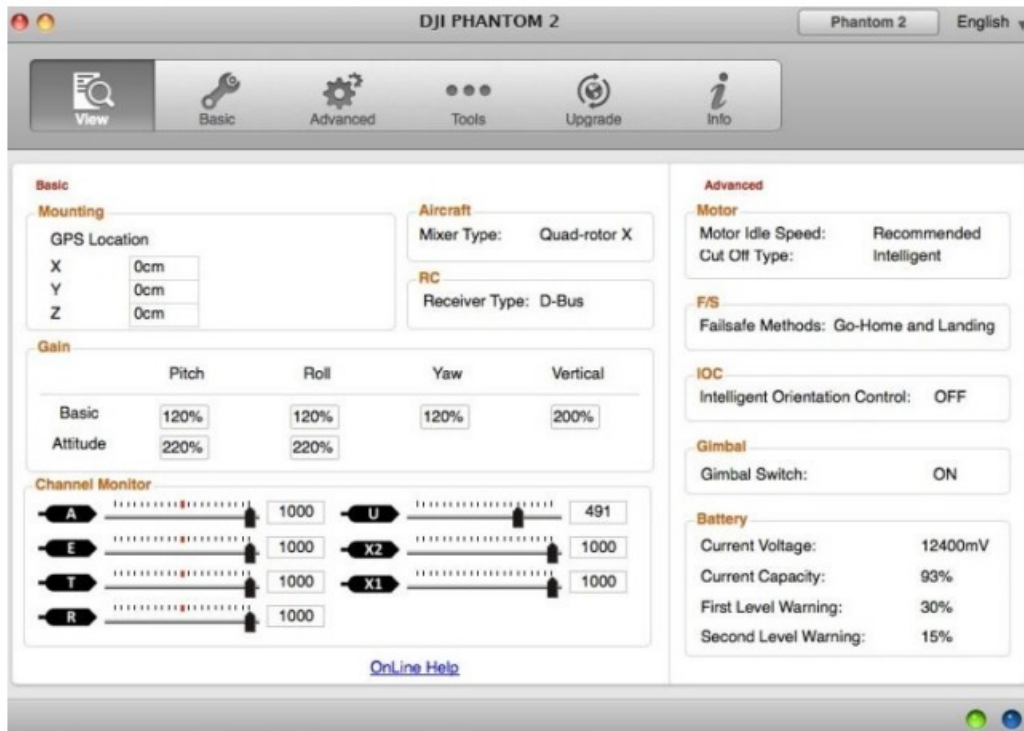 DJI PHANTOM 2
Phantom 2 English
View Basic Advanced Tools Upgrade Info
Basic
Mounting
GPS Location
X 0cm
Y 0cm
Z 0cm
Aircraft
Mixer Type: Quad-rotor X
RC
Receiver Type: D-Bus
Gain
Pitch Roll Yaw Vertical
Basic 120% 120% 120% 200%
Attitude 220% 220%
Channel Monitor
A 1000 U 491
E 1000 X2 1000
T 1000 X1 1000
R 1000
OnLine Help
Advanced
Motor
Motor Idle Speed: Recommended
Cut Off Type: Intelligent
F/S
Failsafe Methods: Go-Home and Landing
IOC
Intelligent Orientation Control: OFF
Gimbal
Gimbal Switch: ON
Battery
Current Voltage: 12400mV
Current Capacity: 93%
First Level Warning: 30%
Second Level Warning: 15%